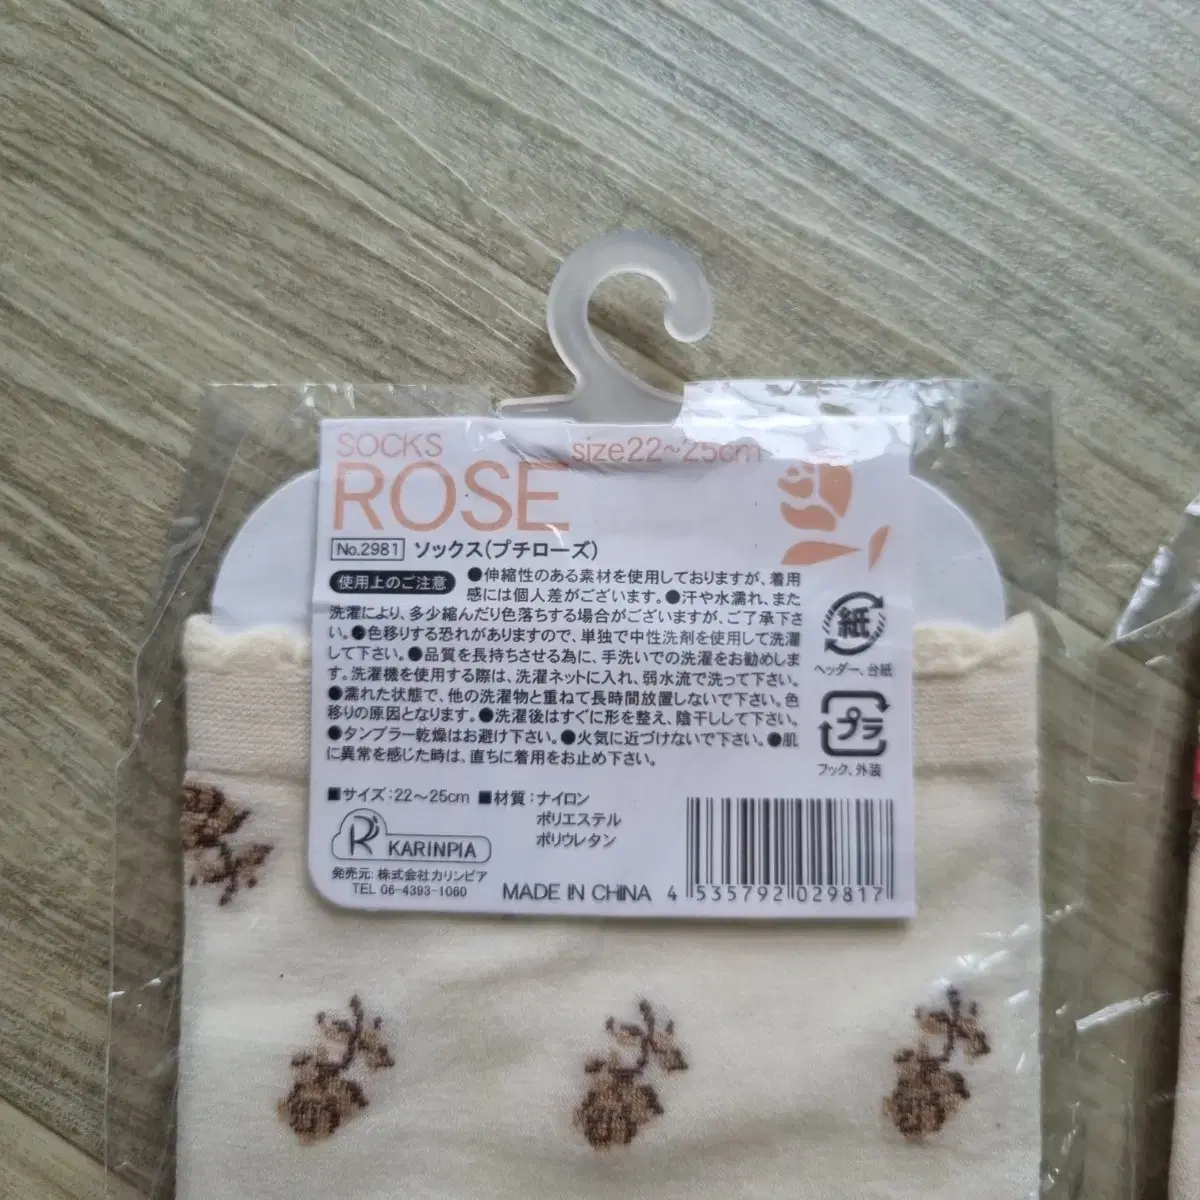 SOCKS
ROSE
size22~25cm
No.2981 ソックス(プチローズ)
使用上のご注意 ●伸縮性のある素材を使用しておりますが、着用
感には個人差がございます。●汗や水濡れ、また
洗濯により、多少縮んだり色落ちする場合がございますが、ご了承下さ
い。●色移りする恐れがありますので、単独で中性洗剤を使用して洗濯
して下さい。●品質を長持ちさせる為に、手洗いでの洗濯をお勧めしま
す。洗濯機を使用する際は、洗濯ネットに入れ、弱水流で洗って下さい。
●濡れた状態で、他の洗濯物と重ねて長時間放置しないで下さい。色
移りの原因となります。●洗濯後はすぐに形を整え、陰干しして下さい。
●タンブラー乾燥はお避け下さい。●火気に近づけないで下さい。●肌
に異常を感じた時は、直ちに着用をお止め下さい。
紙
ヘッダー、台紙
プラ
フック、外装
■サイズ:22〜25cm ■材質:ナイロン
ポリエステル
ポリウレタン
R KARINPIA
発売元:株式会社カリンピア
TEL 06-4393-1060
MADE IN CHINA
4 535792 029817